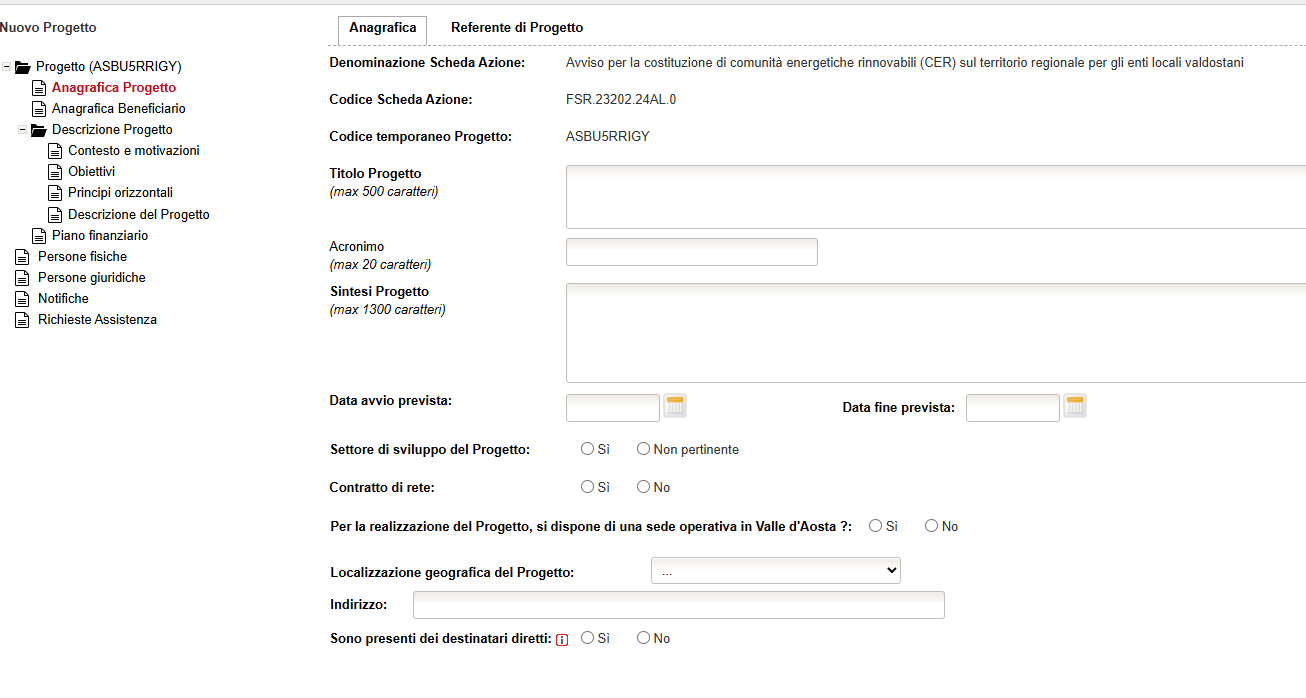 Nuovo Progetto
Progetto (ASBU5RRIGY)
Anagrafica Progetto
Anagrafica Beneficiario
Descrizione Progetto
Contesto e motivazioni
Obiettivi
Principi orizzontali
Descrizione del Progetto
Piano finanziario
Persone fisiche
Persone giuridiche
Notifiche
Richieste Assistenza
Anagrafica Referente di Progetto
Denominazione Scheda Azione: Avviso per la costituzione di comunità energetiche rinnovabili (CER) sul territorio regionale per gli enti locali valdostani
Codice Scheda Azione: FSR.23202.24AL.0
Codice temporaneo Progetto: ASBU5RRIGY
Titolo Progetto
(max 500 caratteri)
Acronimo
(max 20 caratteri)
Sintesi Progetto
(max 1300 caratteri)
Data avvio prevista: Data fine prevista:
Settore di sviluppo del Progetto: Sì Non pertinente
Contratto di rete: Sì No
Per la realizzazione del Progetto, si dispone di una sede operativa in Valle d'Aosta ?: Sì No
Localizzazione geografica del Progetto: ...
Indirizzo:
Sono presenti dei destinatari diretti: i Sì No